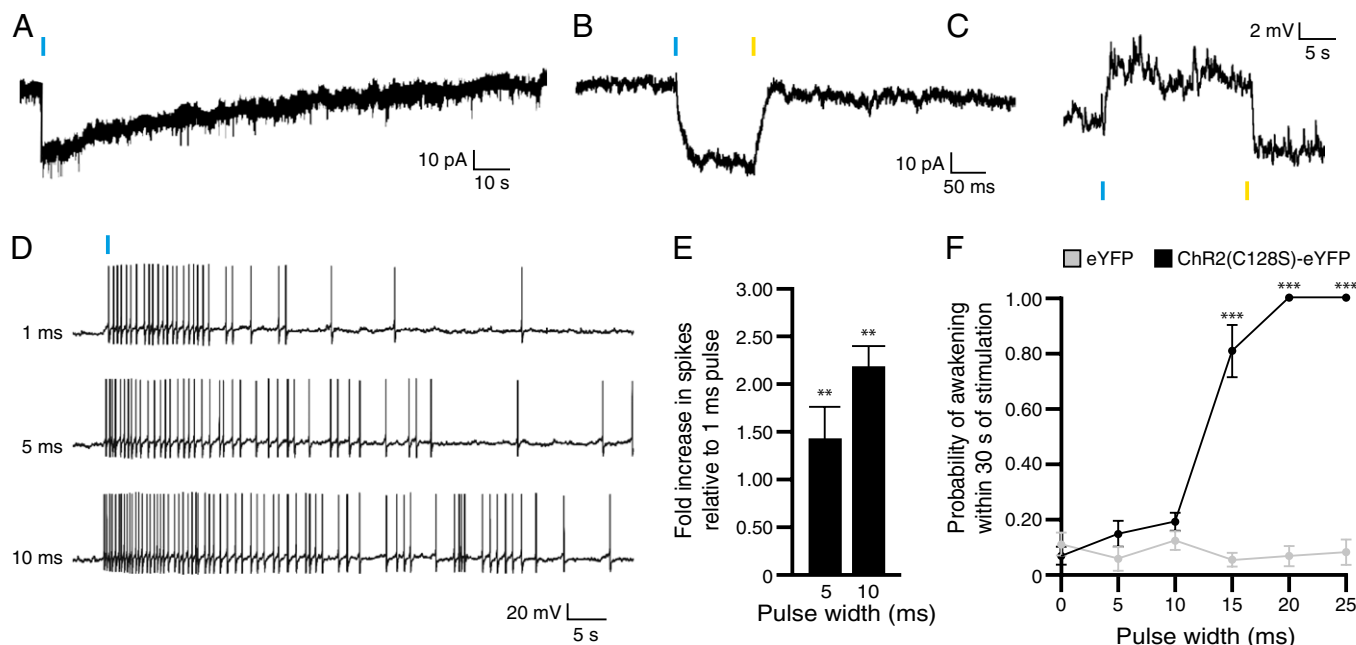 A
10 pA
10 s
B
10 pA
50 ms
C
2 mV
5 s
D
1 ms
5 ms
10 ms
20 mV
5 s
E
Fold increase in spikes
relative to 1 ms pulse
3.00
2.50
2.00
1.50
1.00
0.50
0
**
**
5
10
Pulse width (ms)
F
eYFP
ChR2(C128S)-eYFP
Probability of awakening
within 30 s of stimulation
1.00
0.80
0.60
0.40
0.20
0
***
***
***
0
5
10
15
20
25
Pulse width (ms)